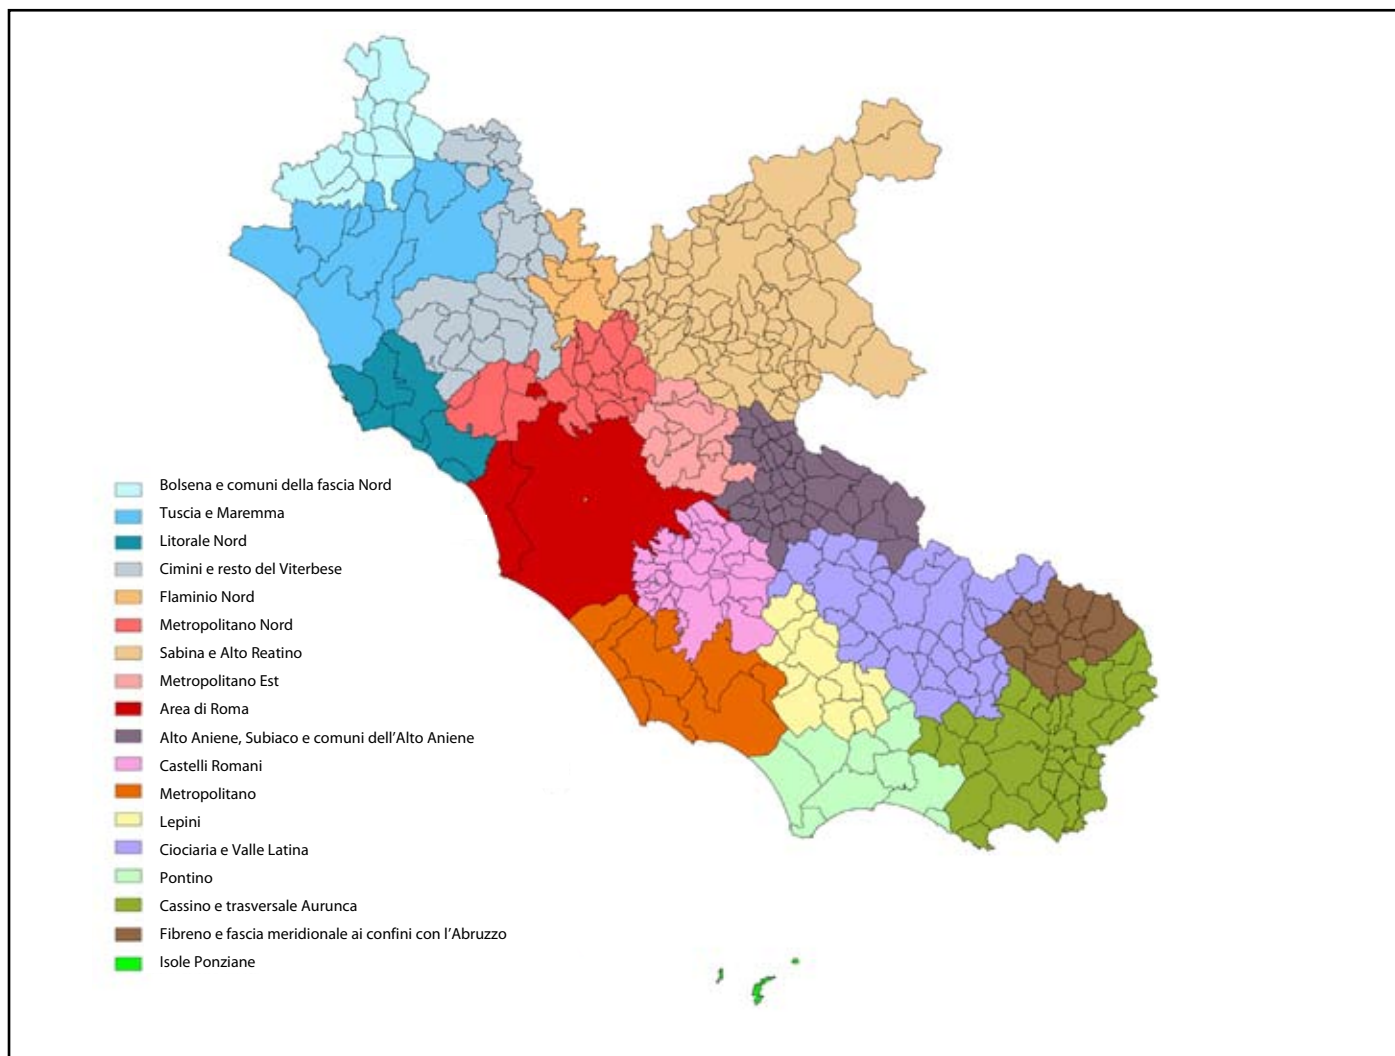 Bolsena e comuni della fascia Nord
Tuscia e Maremma
Litorale Nord
Cimini e resto del Viterbese
Flaminio Nord
Metropolitano Nord
Sabina e Alto Reatino
Metropolitano Est
Area di Roma
Alto Aniene, Subiaco e comuni dell'Alto Aniene
Castelli Romani
Metropolitano
Lepini
Ciociaria e Valle Latina
Pontino
Cassino e trasversale Aurunca
Fibreno e fascia meridionale ai confini con l'Abruzzo
Isole Ponziane